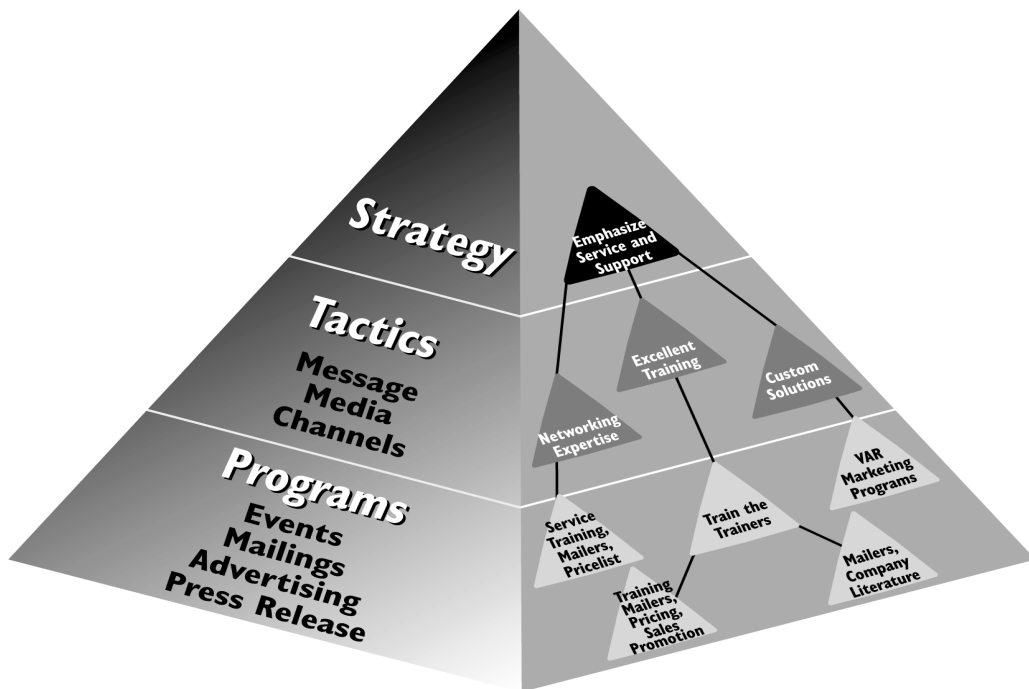 Strategy
Tactics
Message
Media
Channels
Programs
Events
Mailings
Advertising
Press Release
Emphasize
Service and
Support
Excellent
Training
Custom
Solutions
Networking
Expertise
VAR
Marketing
Programs
Service
Training,
Mailers,
Pricelist
Train the
Trainers
Mailers,
Company
Literature
Training
Mailers,
Pricing,
Sales
Promotion